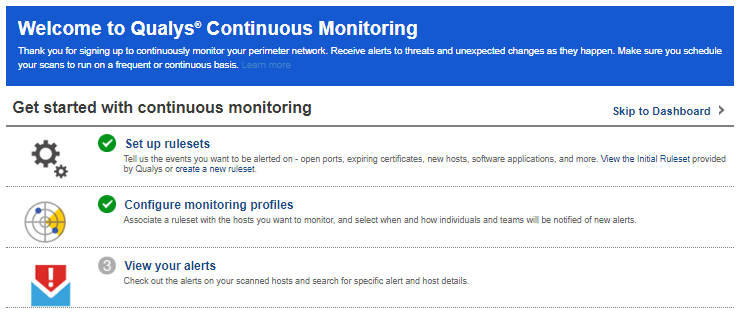 Welcome to Qualys® Continuous Monitoring
Thank you for signing up to continuously monitor your perimeter network. Receive alerts to threats and unexpected changes as they happen. Make sure you schedule
your scans to run on a frequent or continuous basis. Learn more
Get started with continuous monitoring
Skip to Dashboard
Set up rulesets
Tell us the events you want to be alerted on - open ports, expiring certificates, new hosts, software applications, and more. View the Initial Ruleset provided
by Qualys or create a new ruleset.
Configure monitoring profiles
Associate a ruleset with the hosts you want to monitor, and select when and how individuals and teams will be notified of new alerts.
3 View your alerts
Check out the alerts on your scanned hosts and search for specific alert and host details.